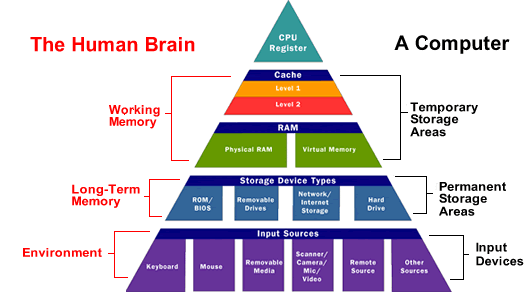 The Human Brain
A Computer
CPU
Register
Cache
Level 1
Level 2
Working
Memory
Temporary
Storage
Areas
RAM
Physical RAM
Virtual Memory
Long-Term
Memory
Storage Device Types
ROM/
BIOS
Removable
Drives
Network/
Internet
Storage
Hard
Drive
Permanent
Storage
Areas
Environment
Input Sources
Keyboard
Mouse
Removable
Media
Scanner/
Camera/
Mic/
Video
Remote
Source
Other
Sources
Input
Devices